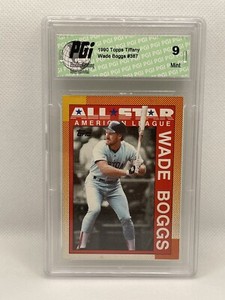 PGi
1990 Topps Tiffany
Wade Boggs #387
9
Mint
ALL★STAR
AMERICAN LEAGUE
WADE BOGGS